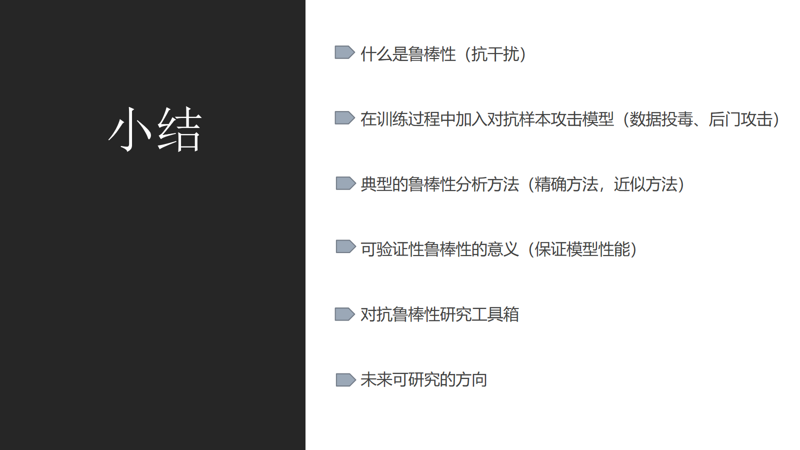 小结
什么是鲁棒性（抗干扰）
在训练过程中加入对抗样本攻击模型（数据投毒、后门攻击）
典型的鲁棒性分析方法（精确方法，近似方法）
可验证性鲁棒性的意义（保证模型性能）
对抗鲁棒性研究工具箱
未来可研究的方向